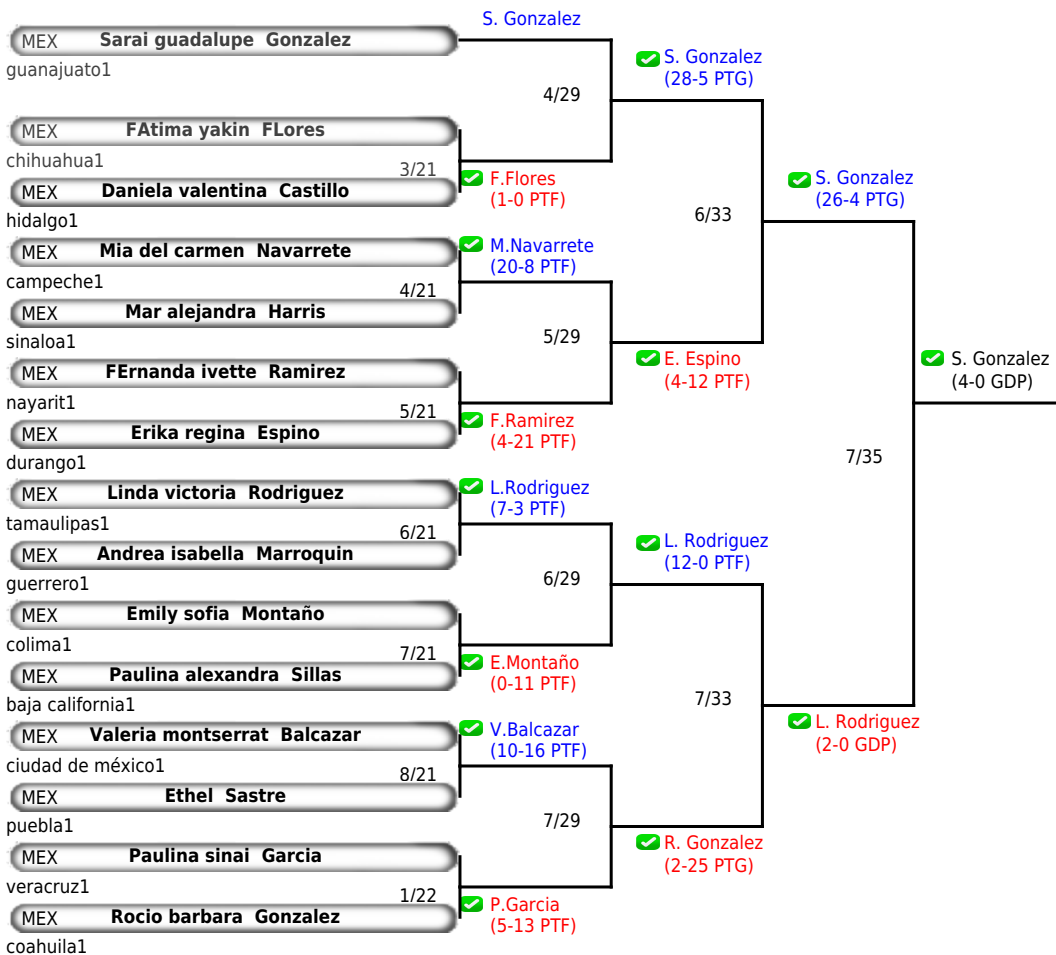 S. Gonzalez
MEX Sarai guadalupe Gonzalez
guanajuato1
S. Gonzalez
(28-5 PTG)
4/29
MEX FAtima yakin FLores
chihuahua1
3/21
F.Flores
(1-0 PTF)
MEX Daniela valentina Castillo
hidalgo1
S. Gonzalez
(26-4 PTG)
6/33
MEX Mia del carmen Navarrete
campeche1
M.Navarrete
(20-8 PTF)
4/21
MEX Mar alejandra Harris
sinaloa1
5/29
E. Espino
(4-12 PTF)
MEX FErnanda ivette Ramirez
nayarit1
5/21
F.Ramirez
(4-21 PTF)
MEX Erika regina Espino
durango1
S. Gonzalez
(4-0 GDP)
7/35
MEX Linda victoria Rodriguez
tamaulipas1
L.Rodriguez
(7-3 PTF)
6/21
MEX Andrea isabella Marroquin
guerrero1
L. Rodriguez
(12-0 PTF)
6/29
MEX Emily sofia Montaño
colima1
7/21
E.Montaño
(0-11 PTF)
MEX Paulina alexandra Sillas
baja california1
7/33
L. Rodriguez
(2-0 GDP)
MEX Valeria montserrat Balcazar
ciudad de méxico1
V.Balcazar
(10-16 PTF)
8/21
MEX Ethel Sastre
puebla1
7/29
R. Gonzalez
(2-25 PTG)
MEX Paulina sinai Garcia
veracruz1
1/22
P.Garcia
(5-13 PTF)
MEX Rocio barbara Gonzalez
coahuila1